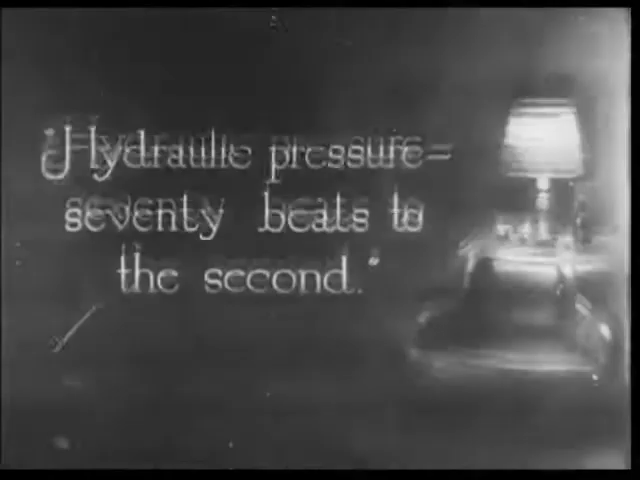 "Hydraulic pressure—
seventy beats to
the second."